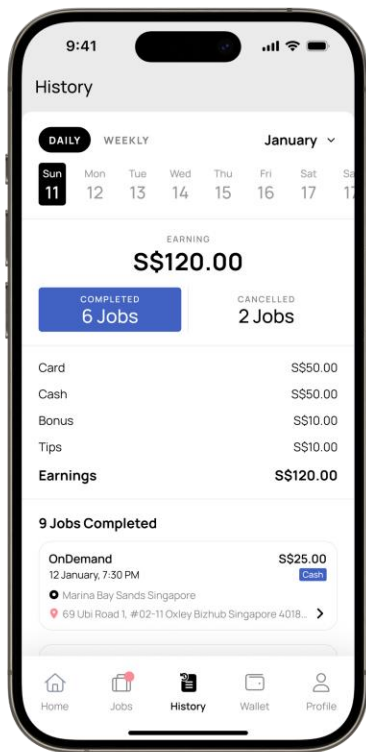 9:41
History
DAILY WEEKLY January
Sun Mon Tue Wed Thu Fri Sat Sa
11 12 13 14 15 16 17 17
EARNING
S$120.00
COMPLETED CANCELLED
6 Jobs 2 Jobs
Card S$50.00
Cash S$50.00
Bonus S$10.00
Tips S$10.00
Earnings S$120.00
9 Jobs Completed
OnDemand S$25.00
12 January, 7:30 PM Cash
Marina Bay Sands Singapore
69 Ubi Road 1, #02-11 Oxley Bizhub Singapore 4018..
Home Jobs History Wallet Profile